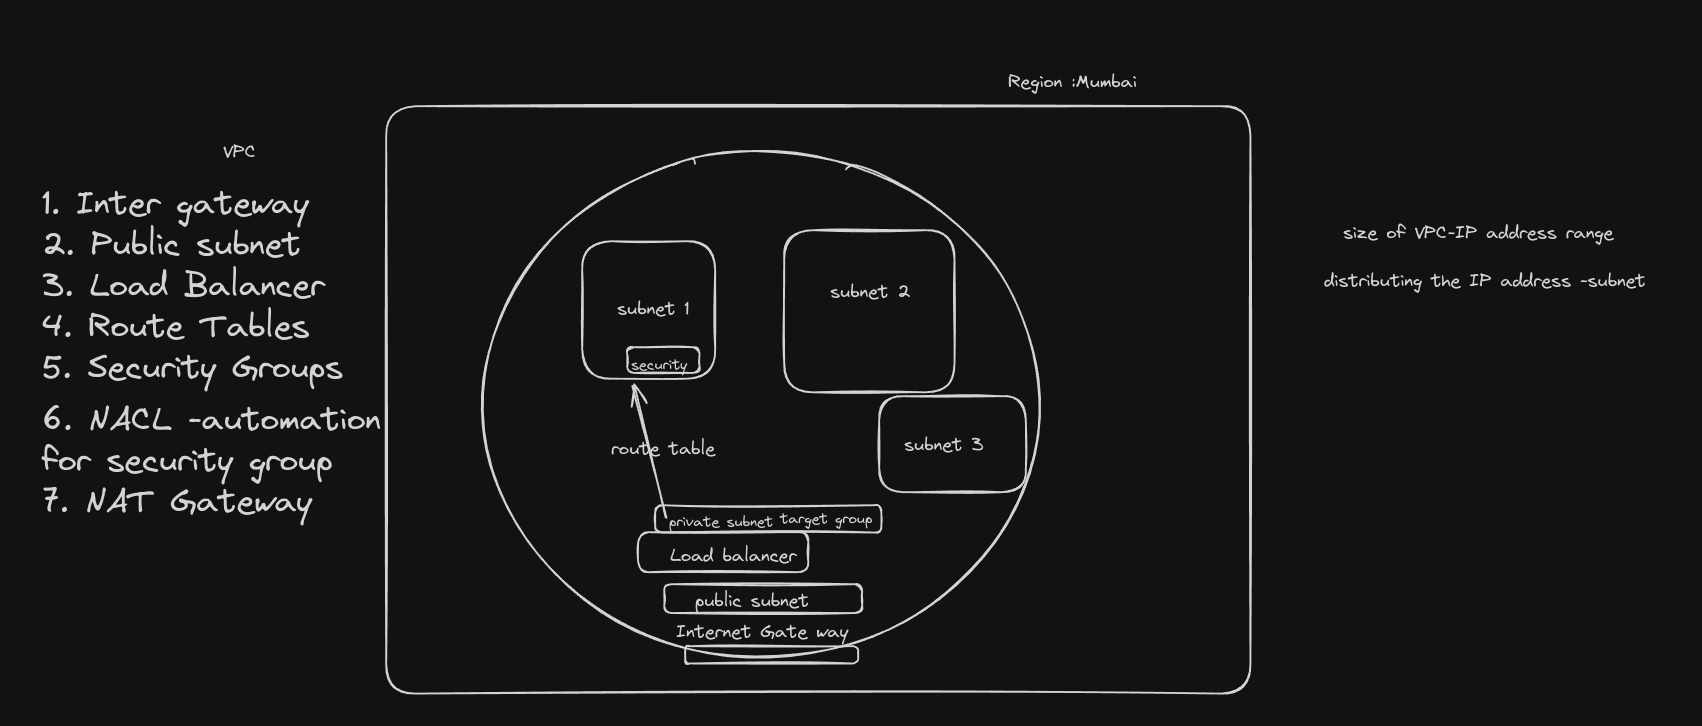 Region :Mumbai
VPC
1. Inter gateway
2. Public subnet
3. Load Balancer
4. Route Tables
5. Security Groups
6. NACL -automation
for security group
7. NAT Gateway
subnet 1
security
subnet 2
subnet 3
route table
private subnet target group
Load balancer
public subnet
Internet Gate way
size of VPC-IP address range
distributing the IP address -subnet